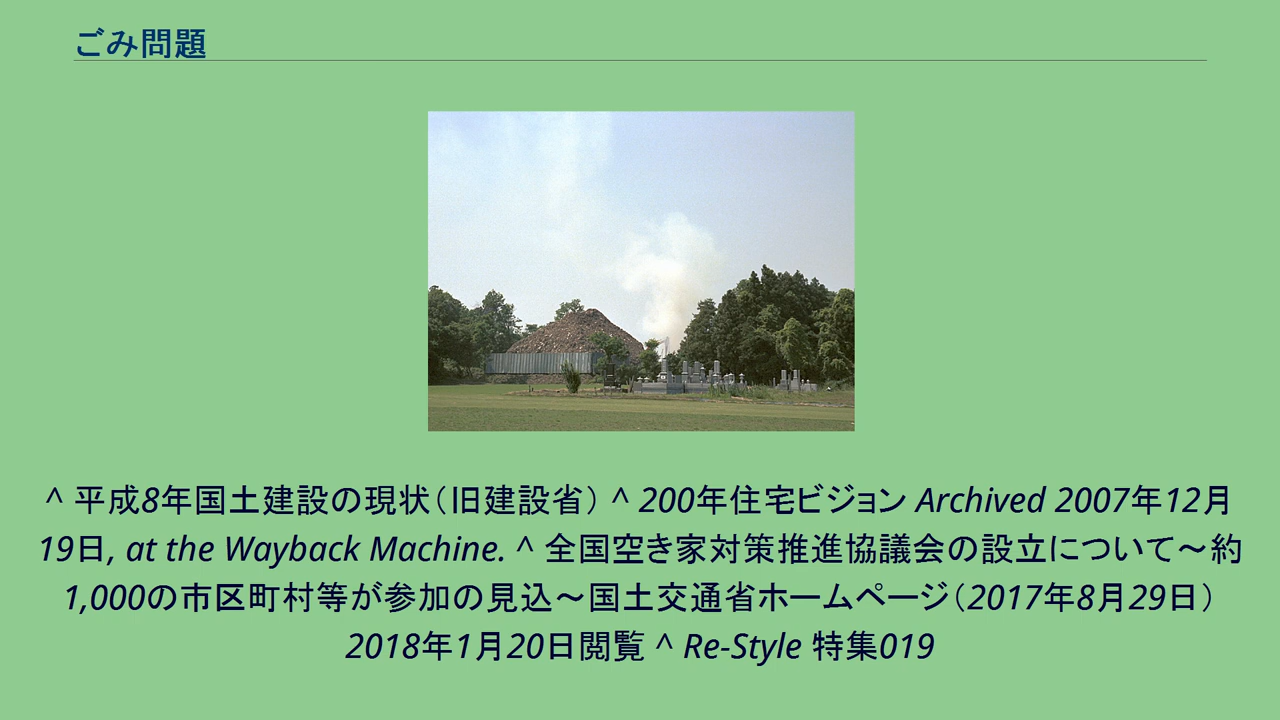 ごみ問題
^ 平成8年国土建設の現状（旧建設省） ^ 200年住宅ビジョン Archived 2007年12月
19日, at the Wayback Machine. ^ 全国空き家対策推進協議会の設立について～約
1,000の市区町村等が参加の見込～国土交通省ホームページ（2017年8月29日）
2018年1月20日閲覧 ^ Re-Style 特集019